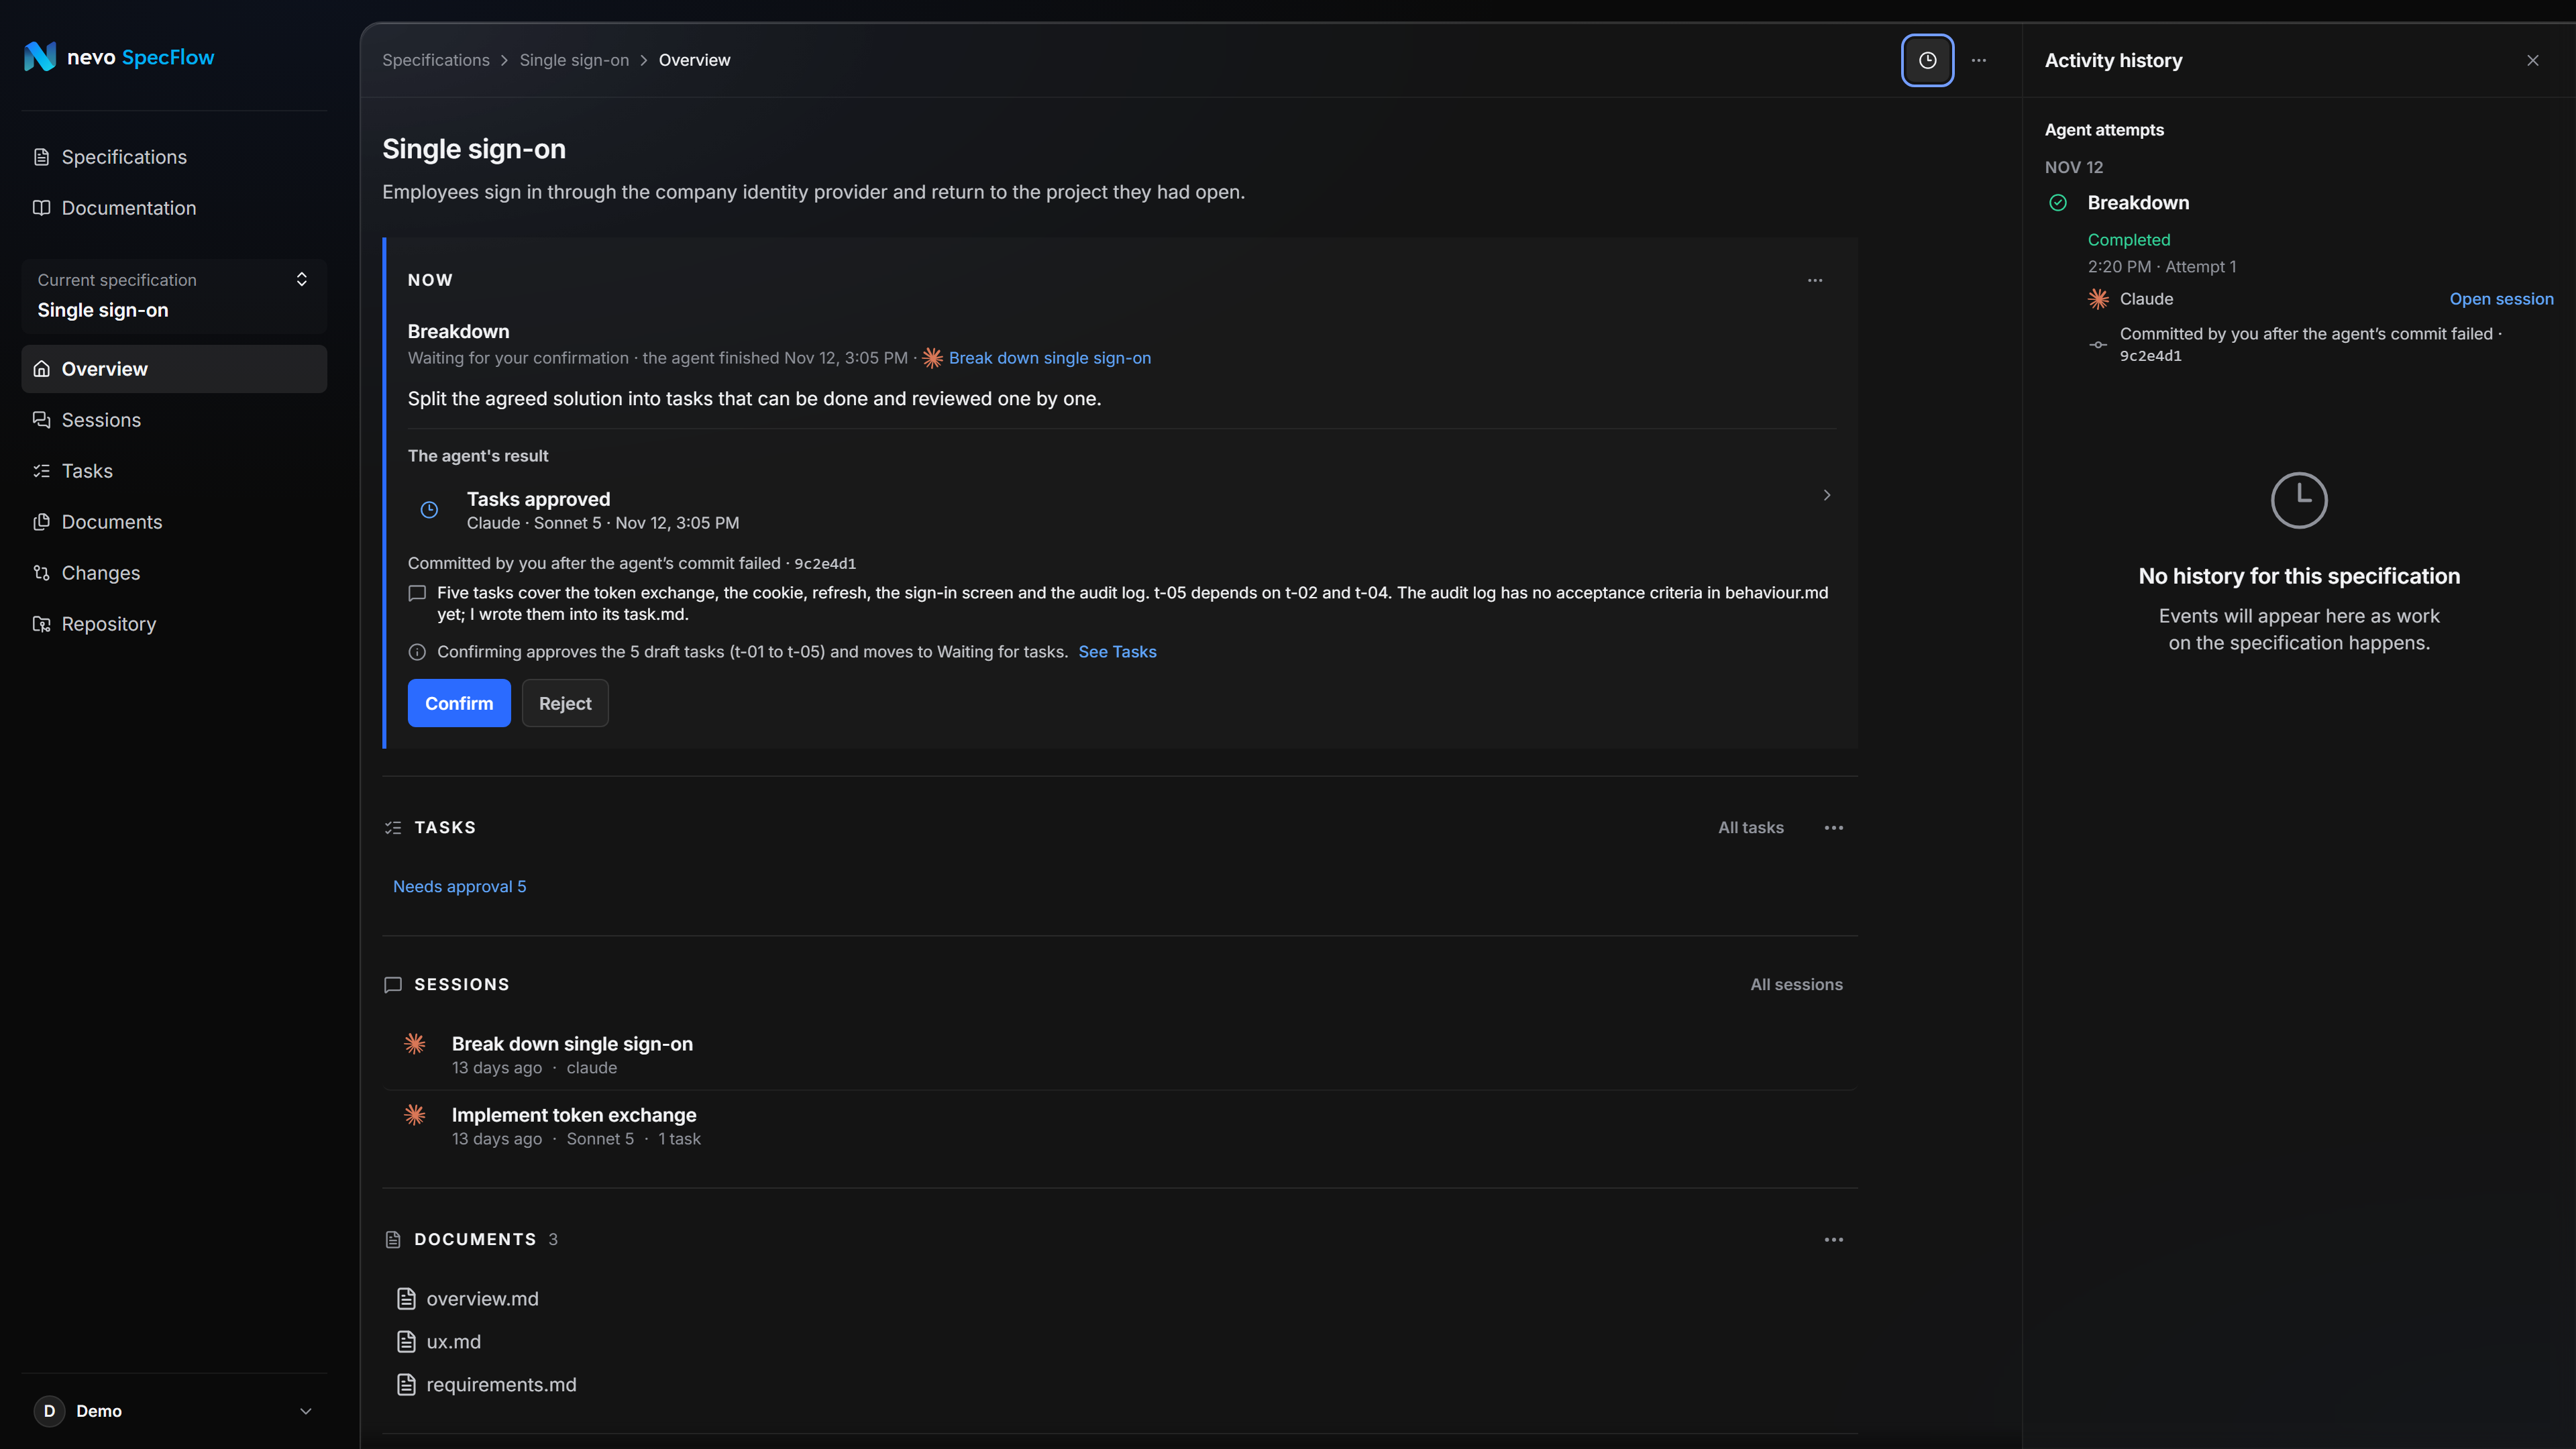 nevo SpecFlow
Specifications
Documentation
Current specification
Single sign-on
Overview
Sessions
Tasks
Documents
Changes
Repository
D Demo
Specifications > Single sign-on > Overview
Single sign-on
Employees sign in through the company identity provider and return to the project they had open.
NOW
Breakdown
Waiting for your confirmation · the agent finished Nov 12, 3:05 PM · Break down single sign-on
Split the agreed solution into tasks that can be done and reviewed one by one.
The agent's result
Tasks approved
Claude · Sonnet 5 · Nov 12, 3:05 PM
Committed by you after the agent’s commit failed · 9c2e4d1
Five tasks cover the token exchange, the cookie, refresh, the sign-in screen and the audit log. t-05 depends on t-02 and t-04. The audit log has no acceptance criteria in behaviour.md
yet; I wrote them into its task.md.
Confirming approves the 5 draft tasks (t-01 to t-05) and moves to Waiting for tasks. See Tasks
Confirm Reject
TASKS All tasks
Needs approval 5
SESSIONS All sessions
Break down single sign-on
13 days ago · claude
Implement token exchange
13 days ago · Sonnet 5 · 1 task
DOCUMENTS 3
overview.md
ux.md
requirements.md
Activity history
Agent attempts
NOV 12
Breakdown
Completed
2:20 PM · Attempt 1
Claude Open session
Committed by you after the agent’s commit failed ·
9c2e4d1
No history for this specification
Events will appear here as work
on the specification happens.